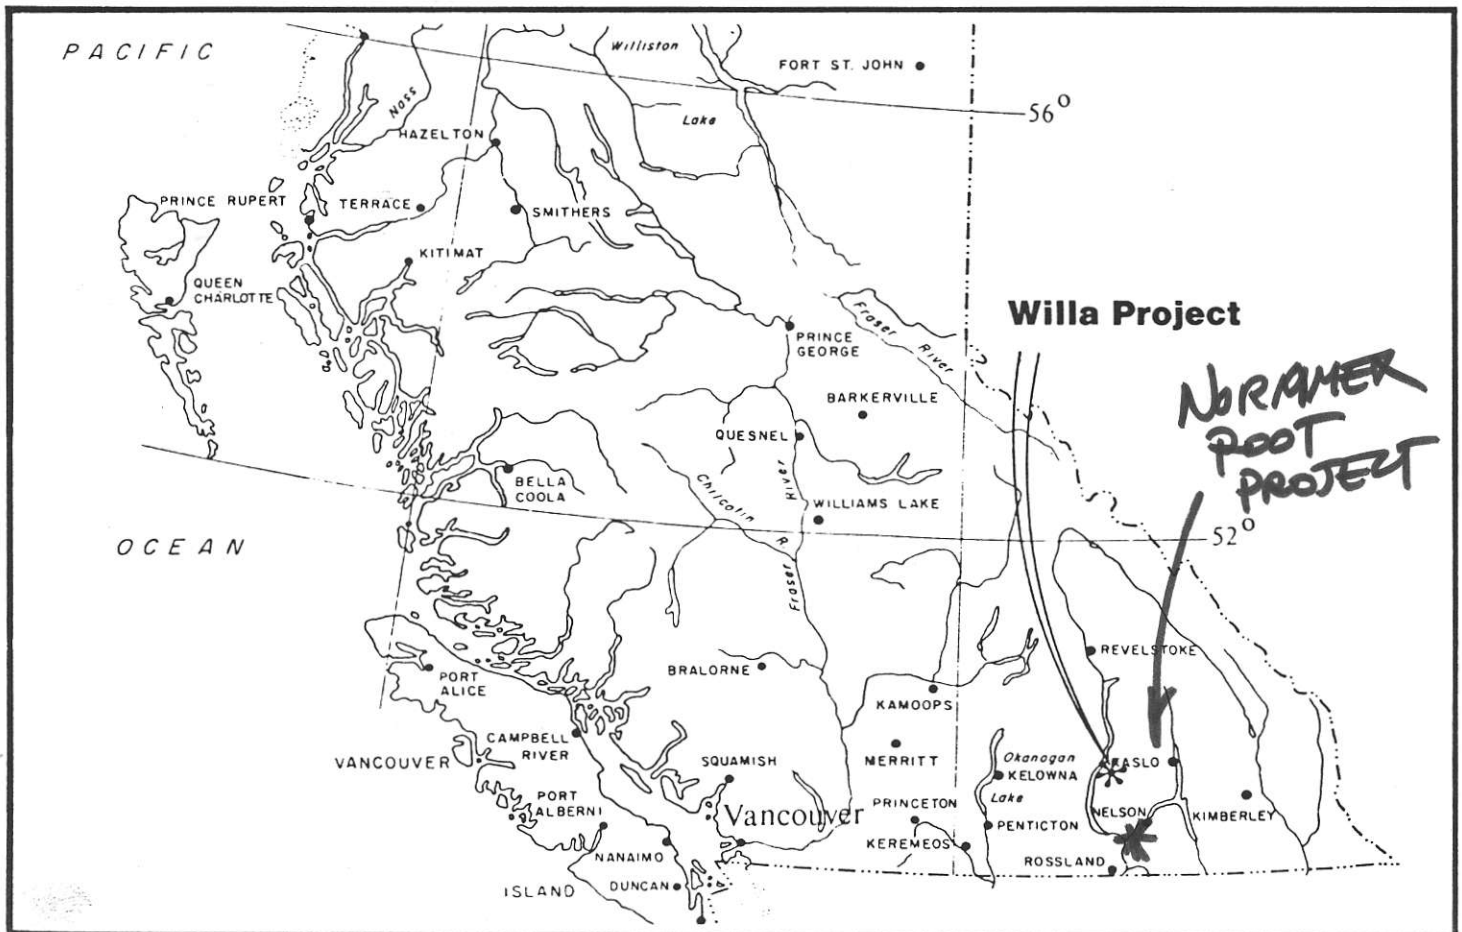 PACIFIC
Williston
FORT ST. JOHN
56°
Nass
Lake
HAZELTON
PRINCE RUPERT
TERRACE
SMITHERS
KITIMAT
QUEEN
CHARLOTTE
Willa Project
Fraser River
PRINCE
GEORGE
NORAMEX
ROOT
PROJECT
BARKERVILLE
QUESNEL
BELLA
COOLA
Chilcotin R.
Fraser River
WILLIAMS LAKE
52°
OCEAN
REVELSTOKE
BRALORNE
PORT
ALICE
KAMOOPS
CAMPBELL
RIVER
VANCOUVER
SQUAMISH
MERRITT
Okanagan
KELOWNA
KASLO
PORT
ALBERNI
Vancouver
PRINCETON
Lake
NELSON
KIMBERLEY
PENTICTON
KEREMEOS
NANAIMO
ROSSLAND
ISLAND
DUNCAN